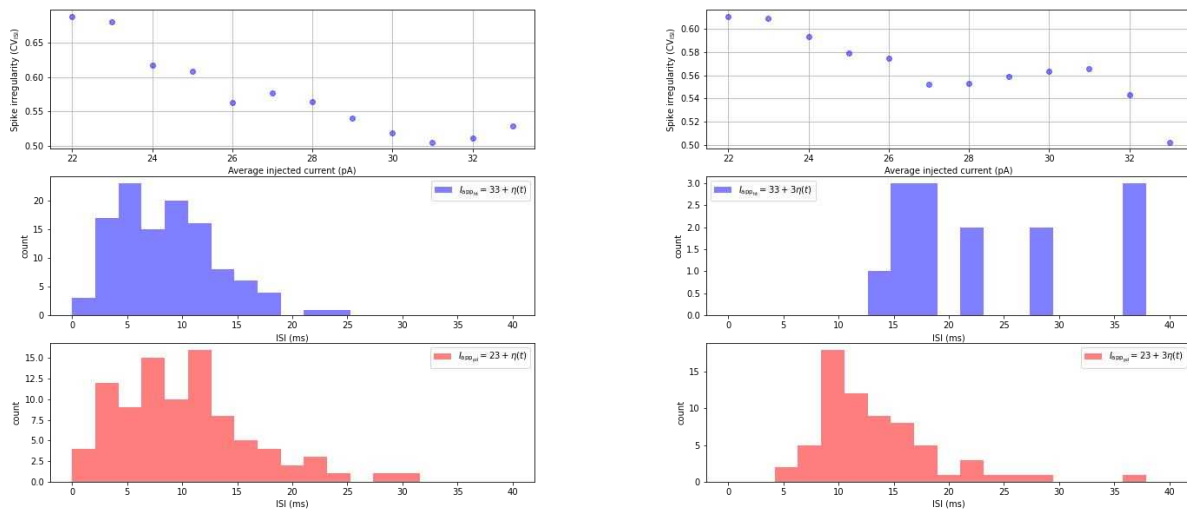 Spike irregularity (CV_ISI)
0.65
0.60
0.55
0.50
22 24 26 28 30 32
Average injected current (pA)
count
20
15
10
5
0
I_app_hg = 33 + η(t)
0 5 10 15 20 25 30 35 40
ISI (ms)
count
15.0
12.5
10.0
7.5
5.0
2.5
0.0
0 5 10 15 20 25 30 35 40
ISI (ms)
Spike irregularity (CV_ISI)
0.60
0.58
0.56
0.54
0.52
0.50
22 24 26 28 30 32
Average injected current (pA)
count
3.0
2.5
2.0
1.5
1.0
0.5
0.0
0 5 10 15 20 25 30 35 40
ISI (ms)
count
15
10
5
0
0 5 10 15 20 25 30 35 40
ISI (ms)